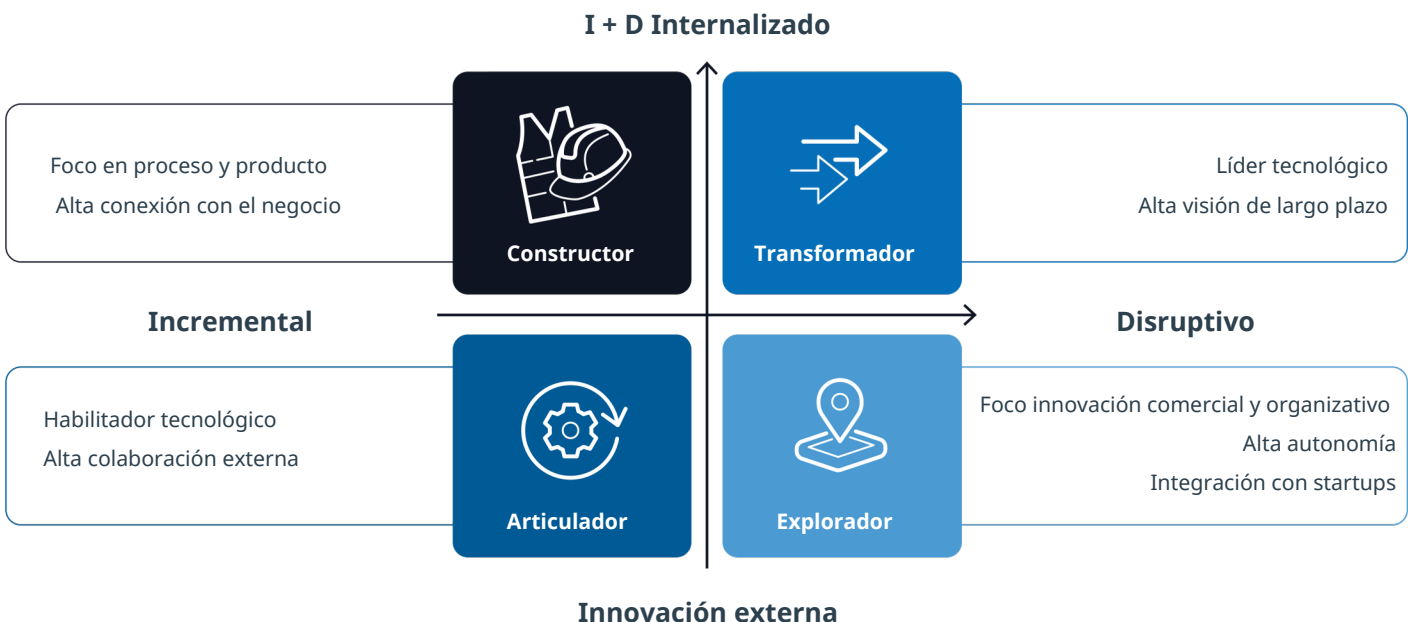 I + D Internalizado
Foco en proceso y producto
Alta conexión con el negocio
Constructor
Transformador
Líder tecnológico
Alta visión de largo plazo
Incremental
Disruptivo
Habilitador tecnológico
Alta colaboración externa
Articulador
Explorador
Foco innovación comercial y organizativo
Alta autonomía
Integración con startups
Innovación externa